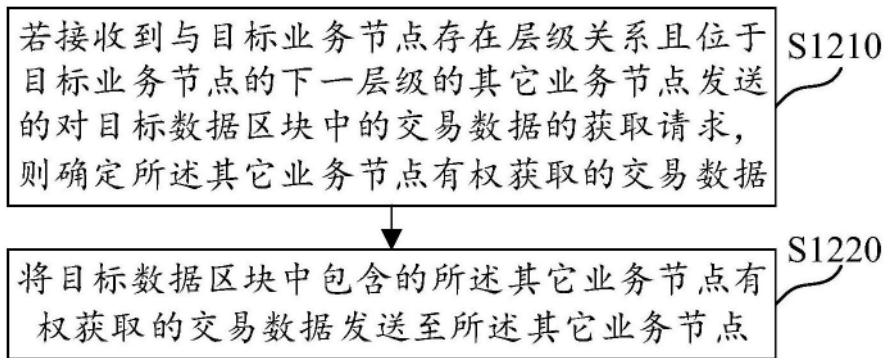 若接收到与目标业务节点存在层级关系且位于
目标业务节点的下一层级的其它业务节点发送
的对目标数据区块中的交易数据的获取请求，
则确定所述其它业务节点有权获取的交易数据
S1210
将目标数据区块中包含的所述其它业务节点有
权获取的交易数据发送至所述其它业务节点
S1220